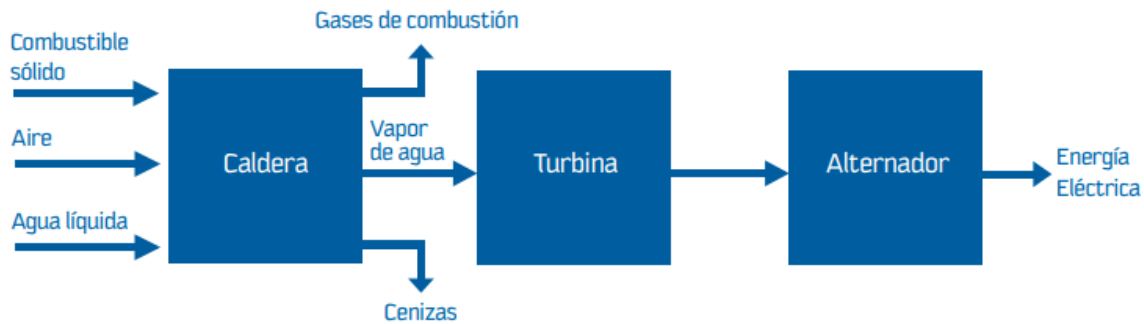 Gases de combustión
Combustible
sólido
Aire
Agua líquida
Caldera
Vapor
de agua
Cenizas
Turbina
Alternador
Energía
Eléctrica